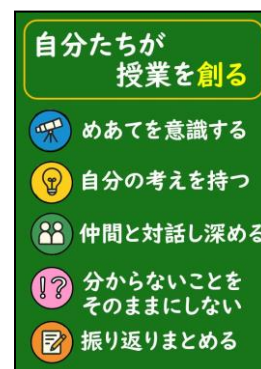 自分たちが
授業を創る
めあてを意識する
自分の考えを持つ
仲間と対話し深める
!?
分からないことを
そのままにしない
振り返りまとめる